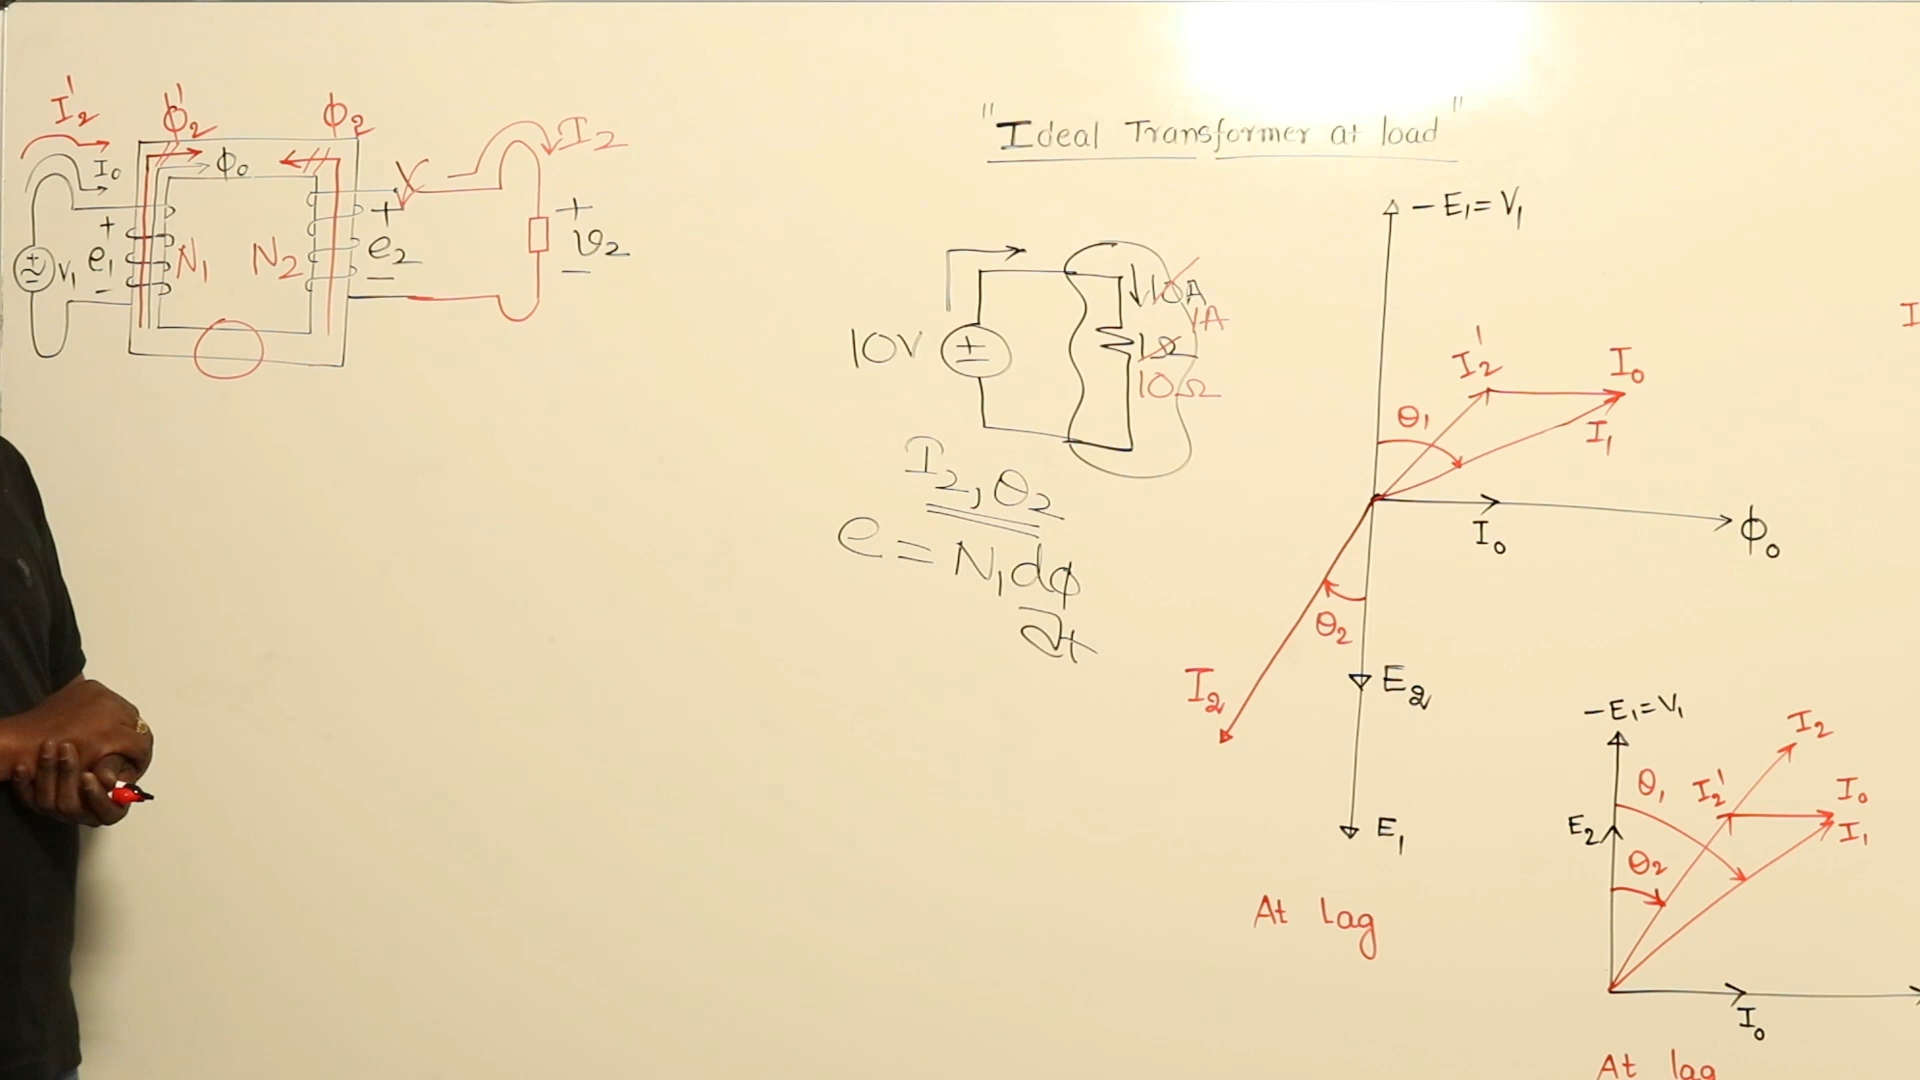 "Ideal Transformer at load"
I₂' ϕ₂' ϕ₂ I₂
I₀ ϕ₀
+ + +
V₁ e₁ N₁ N₂ e₂ v₂
- - -
10V
10A
1A
1Ω
10Ω
I₂, θ₂
e = N₁dϕ
dt
-E₁ = V₁
I₂' I₀
θ₁ I₁
I₀ ϕ₀
θ₂
I₂ E₂
E₁
At lag
I
-E₁ = V₁ I₂
θ₁ I₂' I₀
E₂ I₁
θ₂
I₀
At lag